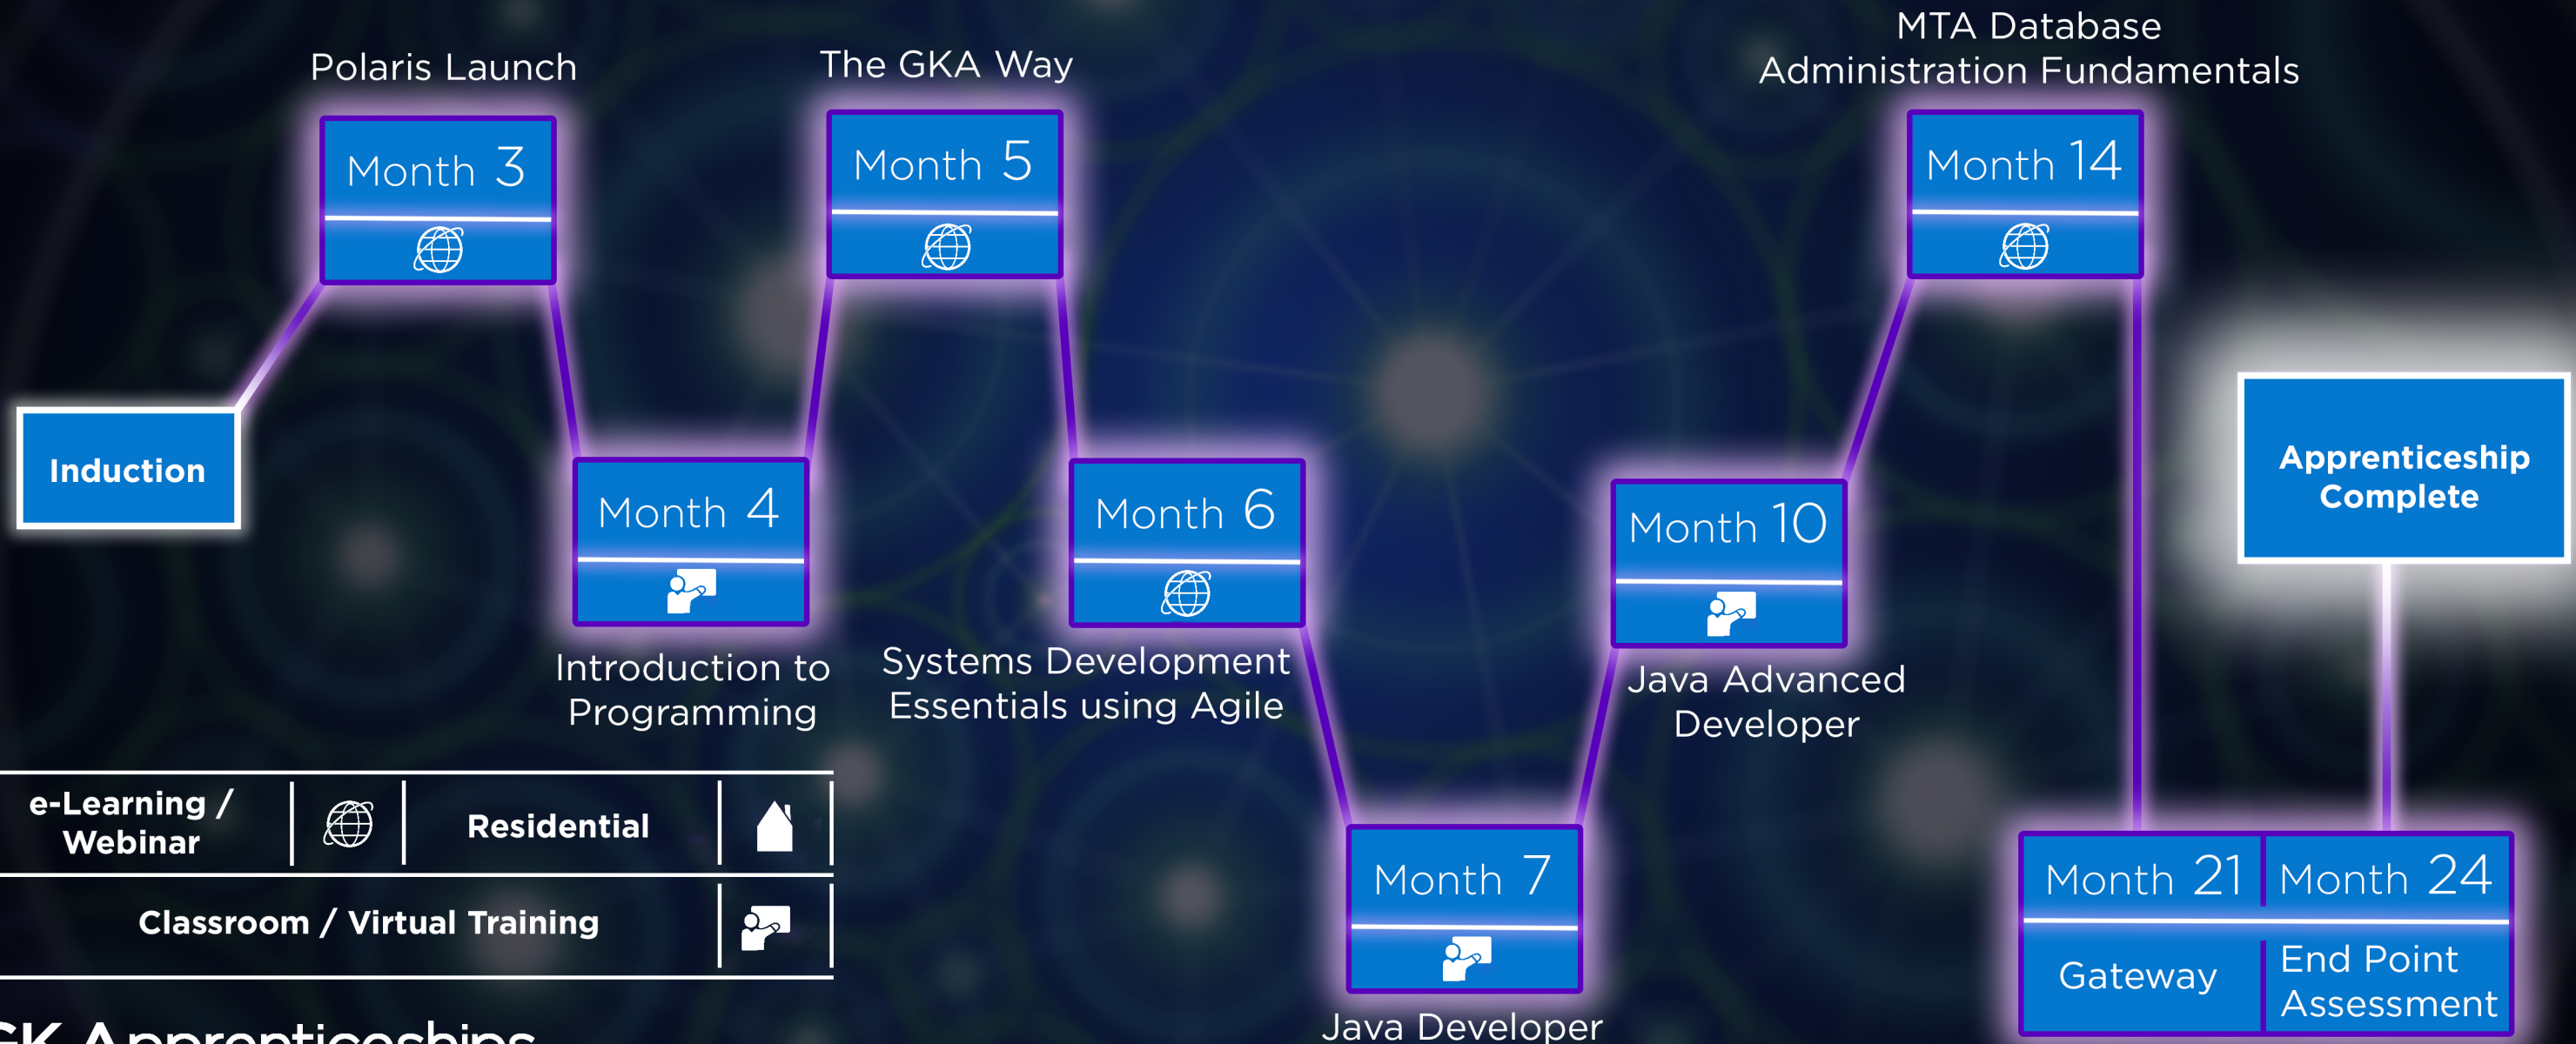 Polaris Launch
Month 3
The GKA Way
Month 5
MTA Database
Administration Fundamentals
Month 14
Induction
Month 4
Introduction to
Programming
Month 6
Systems Development
Essentials using Agile
Month 10
Java Advanced
Developer
Apprenticeship
Complete
Month 7
Java Developer
Month 21
Gateway
Month 24
End Point
Assessment
e-Learning /
Webinar
Residential
Classroom / Virtual Training
GK Apprenticeships